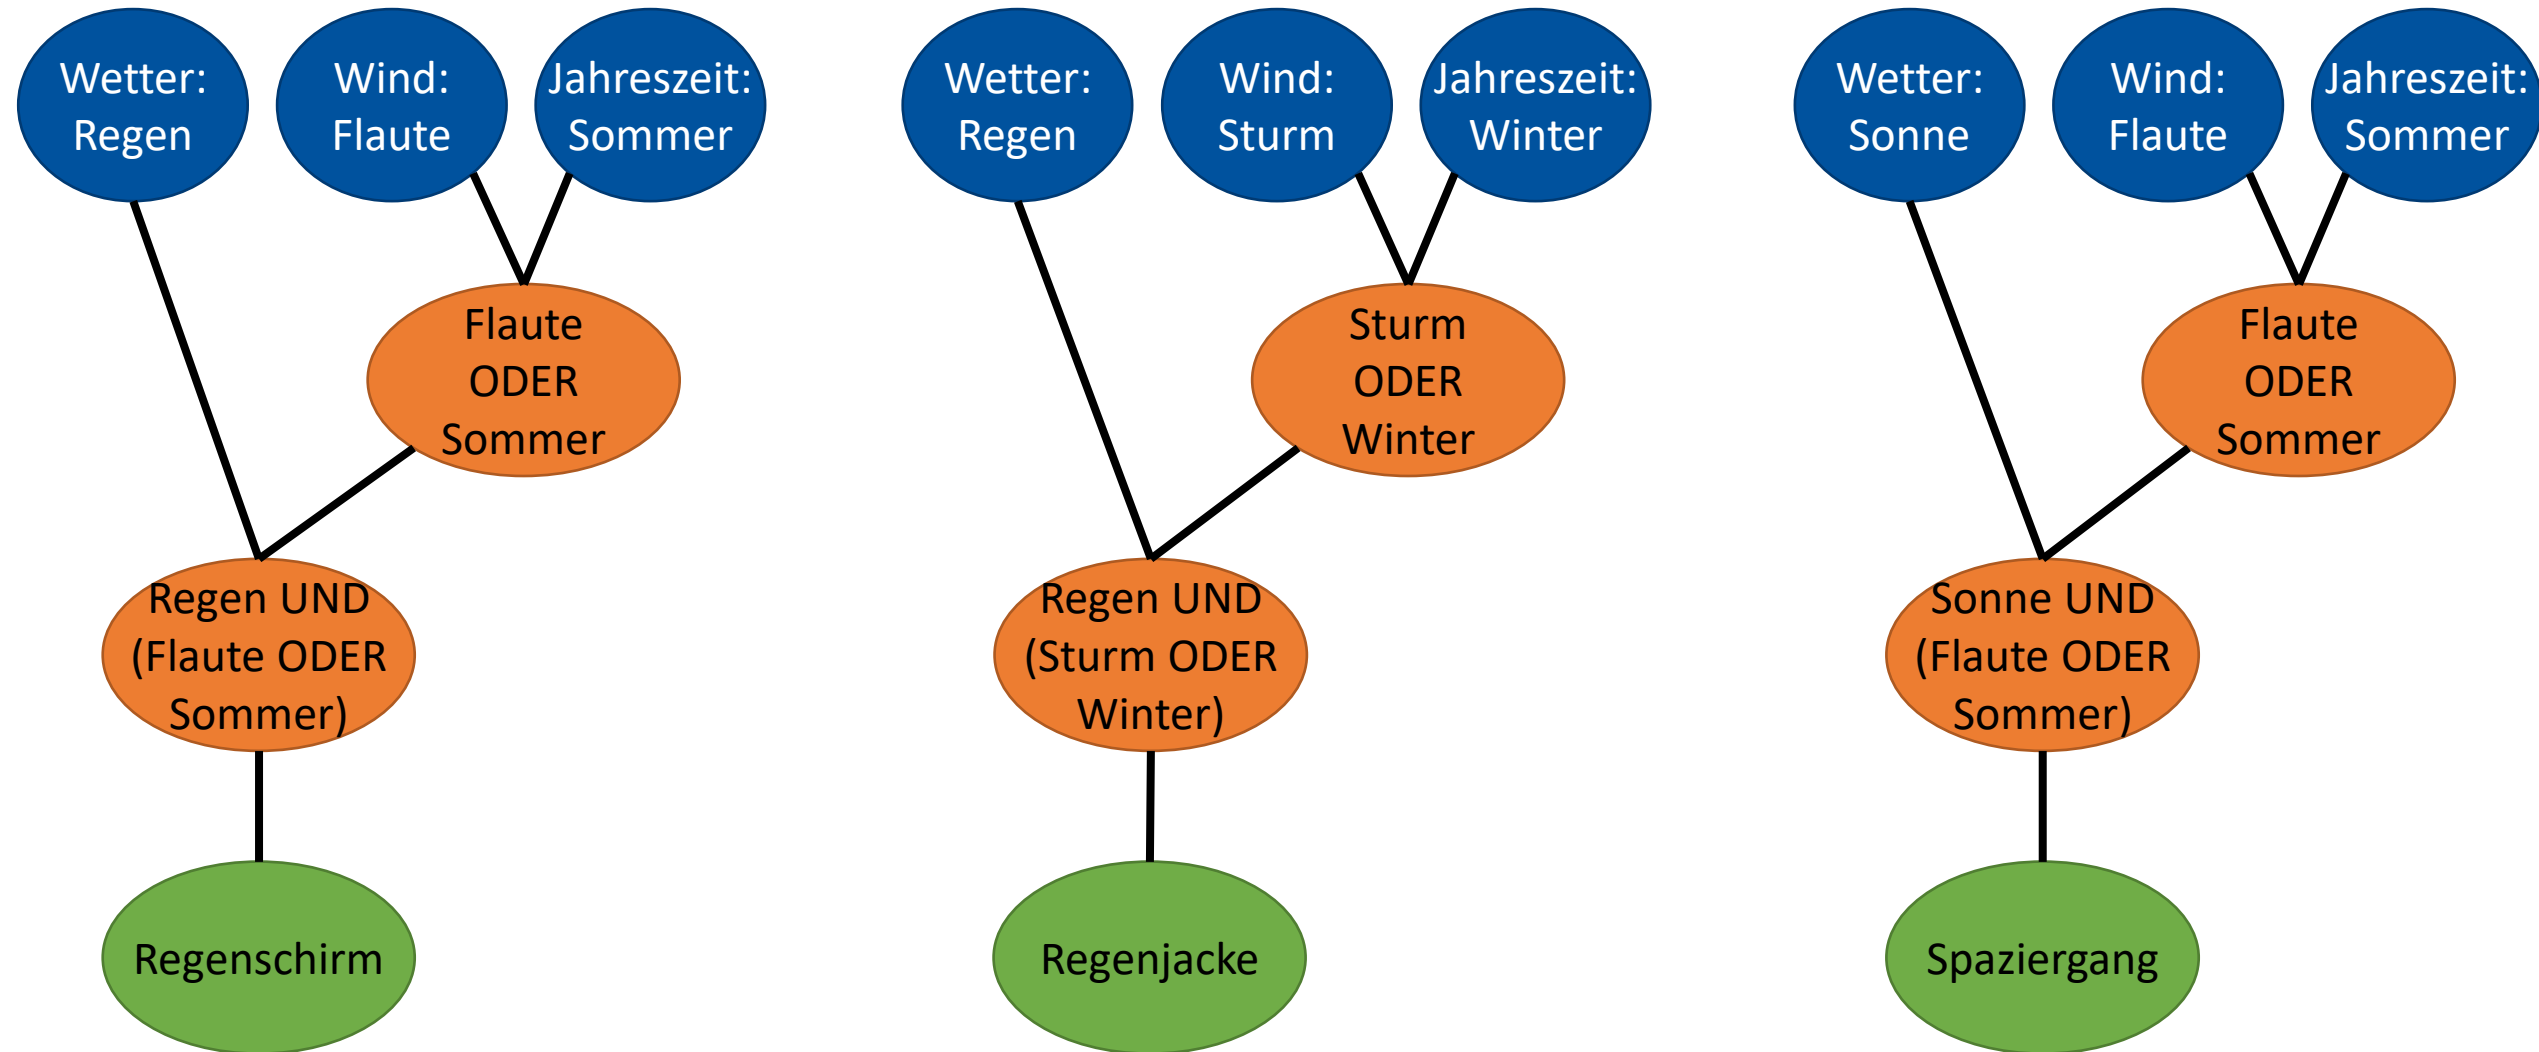 Wetter:
Regen
Wind:
Flaute
Jahreszeit:
Sommer
Flaute
ODER
Sommer
Regen UND
(Flaute ODER
Sommer)
Regenschirm
Wetter:
Regen
Wind:
Sturm
Jahreszeit:
Winter
Sturm
ODER
Winter
Regen UND
(Sturm ODER
Winter)
Regenjacke
Wetter:
Sonne
Wind:
Flaute
Jahreszeit:
Sommer
Flaute
ODER
Sommer
Sonne UND
(Flaute ODER
Sommer)
Spaziergang